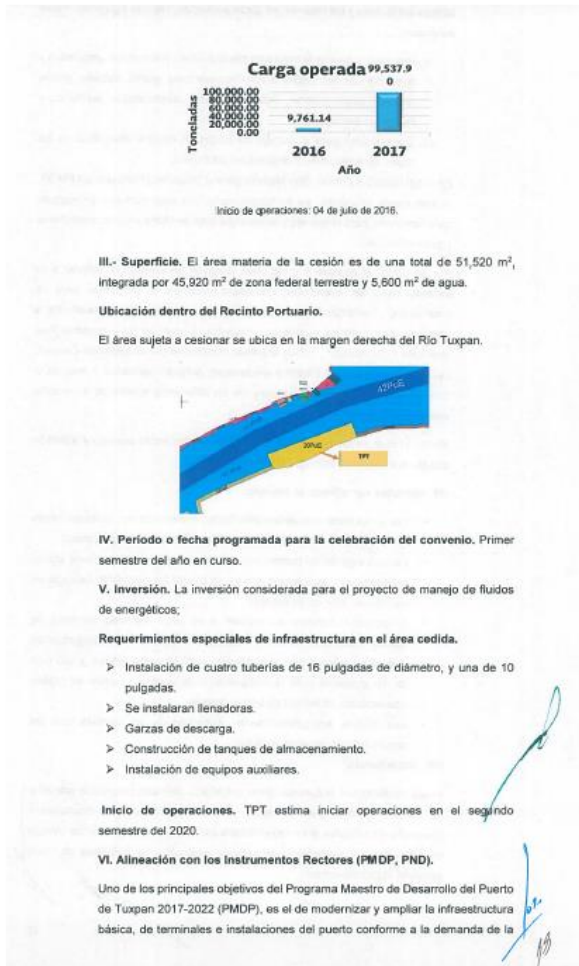 Carga operada
99,537.9
0
100,000.00
80,000.00
60,000.00
40,000.00
20,000.00
0.00
Toneladas
9,761.14
2016 2017
Año
Inicio de operaciones: 04 de julio de 2016.
III.- Superficie. El área materia de la cesión es de una total de 51,520 m²,
integrada por 45,920 m² de zona federal terrestre y 5,600 m² de agua.
Ubicación dentro del Recinto Portuario.
El área sujeta a cesionar se ubica en la margen derecha del Río Tuxpan.
TPT
IV. Periodo o fecha programada para la celebración del convenio. Primer
semestre del año en curso.
V. Inversión. La inversión considerada para el proyecto de manejo de fluidos
de energéticos;
Requerimientos especiales de infraestructura en el área cedida.
➢ Instalación de cuatro tuberías de 16 pulgadas de diámetro, y una de 10
pulgadas.
➢ Se instalaran llenadoras.
➢ Garzas de descarga.
➢ Construcción de tanques de almacenamiento.
➢ Instalación de equipos auxiliares.
Inicio de operaciones. TPT estima iniciar operaciones en el segundo
semestre del 2020.
VI. Alineación con los Instrumentos Rectores (PMDP, PND).
Uno de los principales objetivos del Programa Maestro de Desarrollo del Puerto
de Tuxpan 2017-2022 (PMDP), es el de modernizar y ampliar la infraestructura
básica, de terminales e instalaciones del puerto conforme a la demanda de la